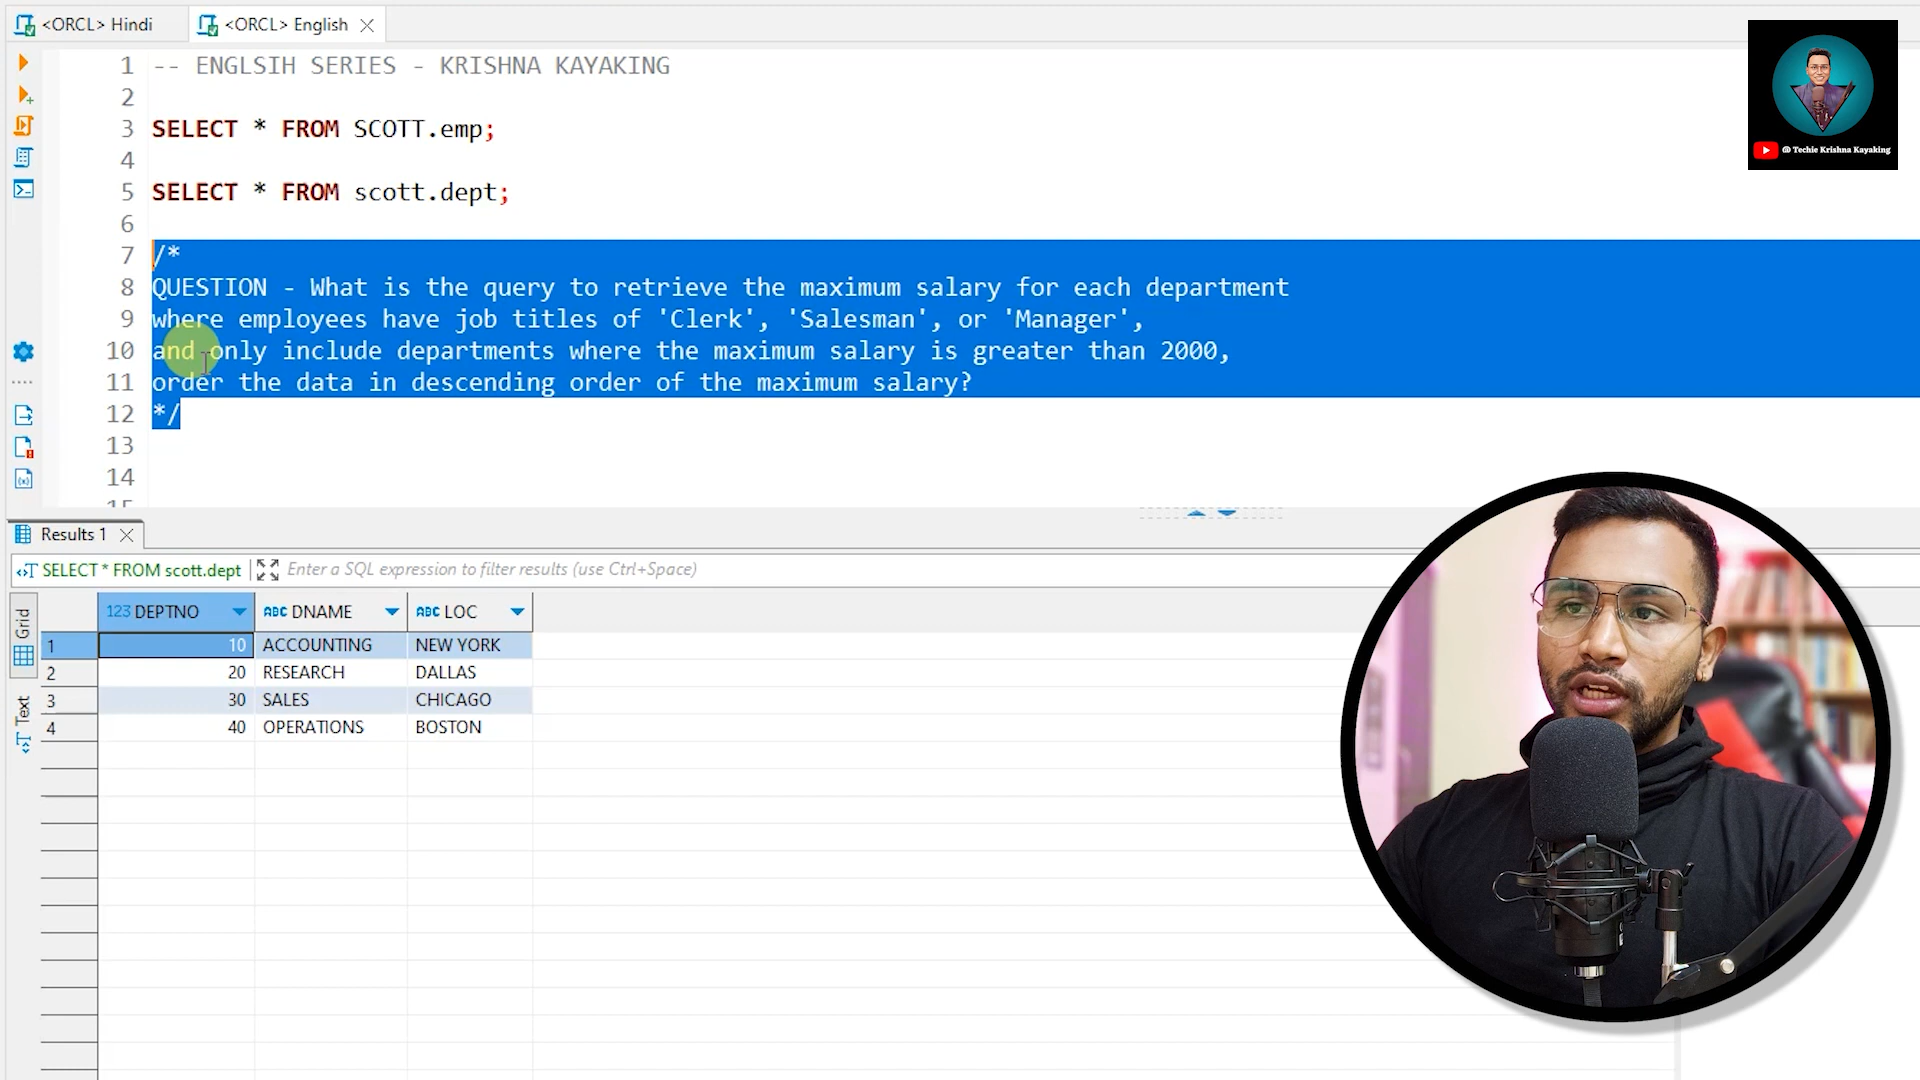 <ORCL> Hindi
<ORCL> English
1 -- ENGLSIH SERIES - KRISHNA KAYAKING
2
3 SELECT * FROM SCOTT.emp;
4
5 SELECT * FROM scott.dept;
6
7 /*
8 QUESTION - What is the query to retrieve the maximum salary for each department
9 where employees have job titles of 'Clerk', 'Salesman', or 'Manager',
10 and only include departments where the maximum salary is greater than 2000,
11 order the data in descending order of the maximum salary?
12 */
13
14
15
@ Techie Krishna Kayaking
Results 1
SELECT * FROM scott.dept
Enter a SQL expression to filter results (use Ctrl+Space)
Grid
Text
123 DEPTNO ABC DNAME ABC LOC
1 10 ACCOUNTING NEW YORK
2 20 RESEARCH DALLAS
3 30 SALES CHICAGO
4 40 OPERATIONS BOSTON